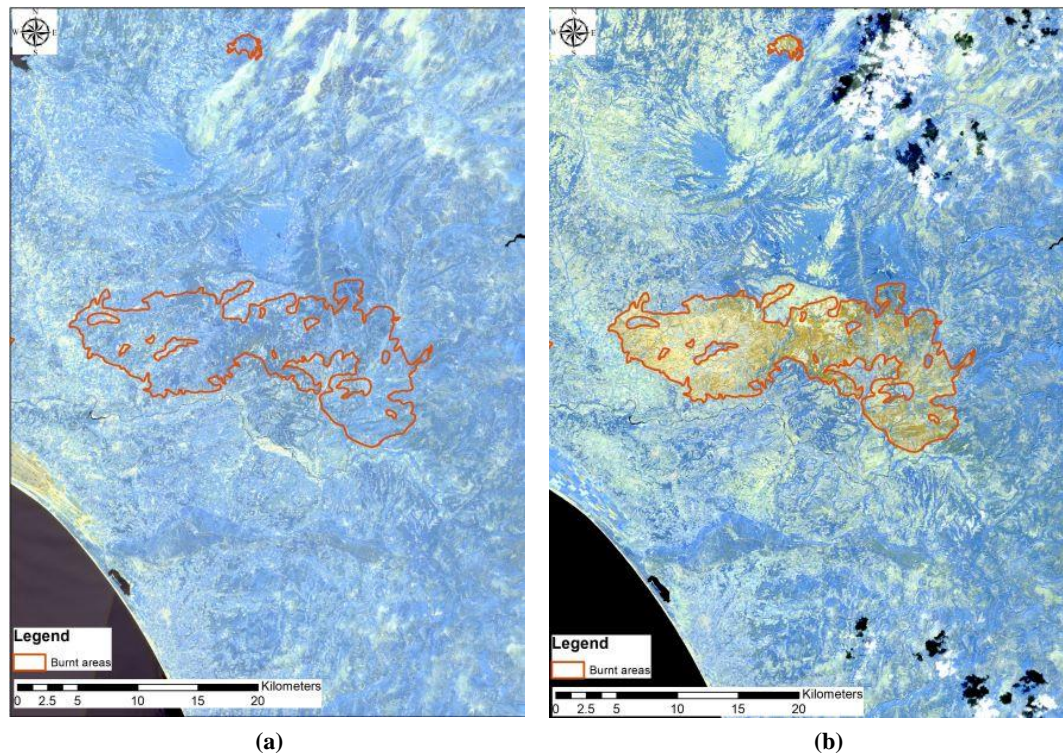 N
W E
S
N
W E
S
Legend
Burnt areas
Kilometers
0 2.5 5 10 15 20
Legend
Burnt areas
Kilometers
0 2.5 5 10 15 20
(a)
(b)